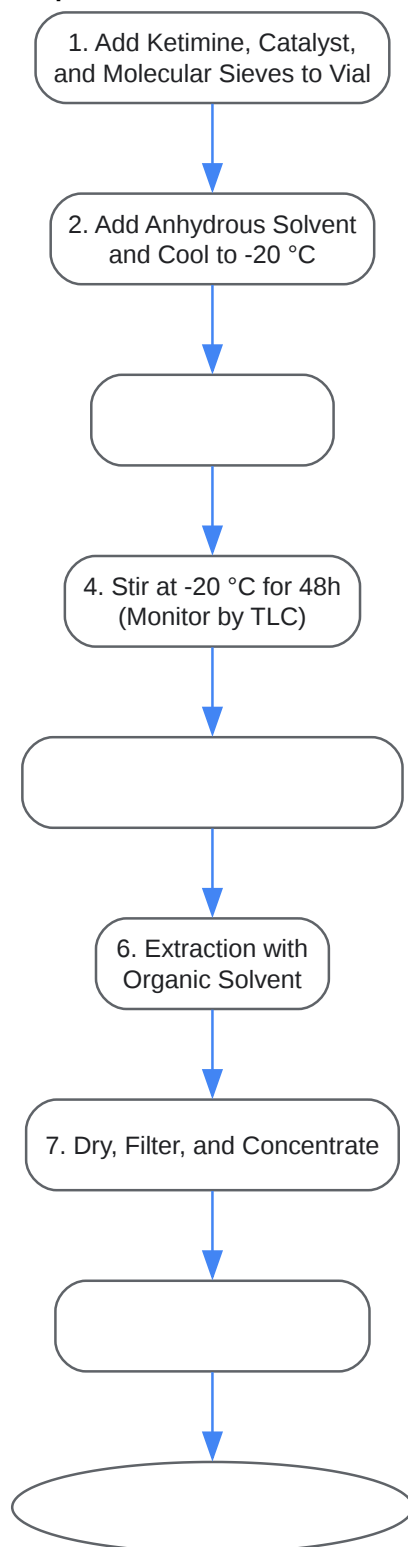 1. Add Ketimine, Catalyst,
and Molecular Sieves to Vial
2. Add Anhydrous Solvent
and Cool to -20 °C
4. Stir at -20 °C for 48h
(Monitor by TLC)
6. Extraction with
Organic Solvent
7. Dry, Filter, and Concentrate